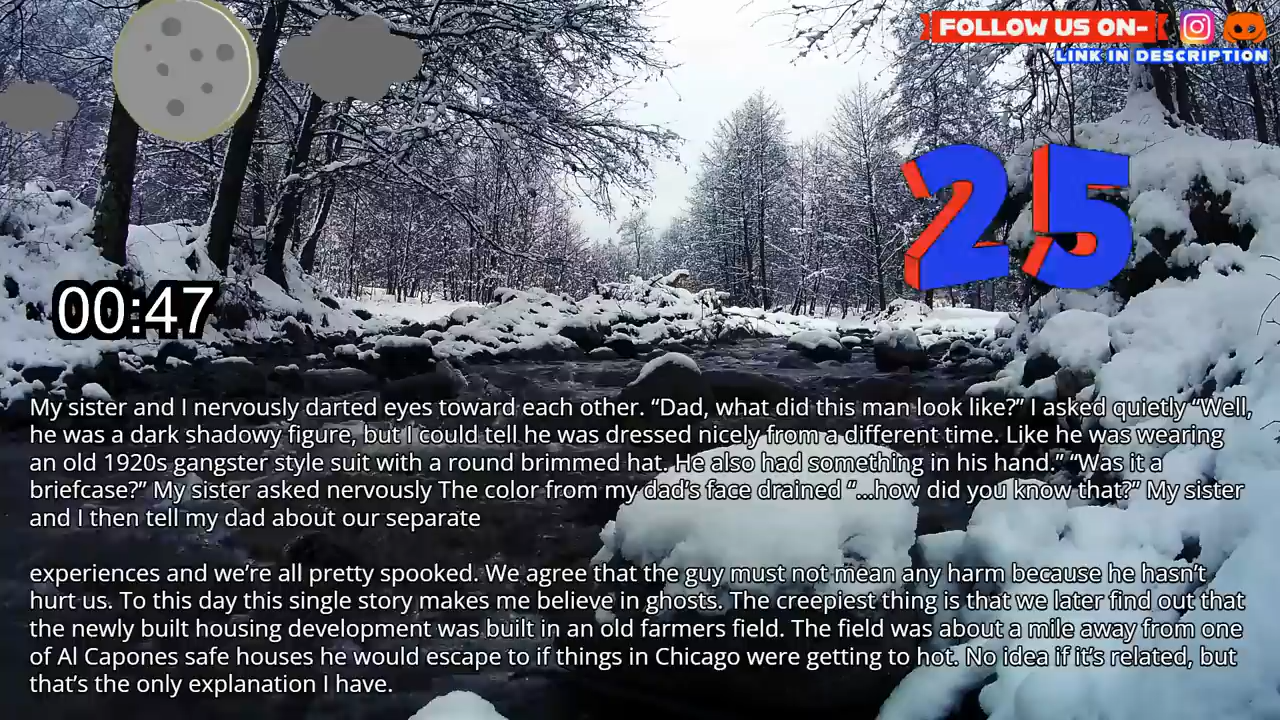 FOLLOW US ON-
LINK IN DESCRIPTION
25
00:47
My sister and I nervously darted eyes toward each other. “Dad, what did this man look like?” I asked quietly “Well,
he was a dark shadowy figure, but I could tell he was dressed nicely from a different time. Like he was wearing
an old 1920s gangster style suit with a round brimmed hat. He also had something in his hand.” “Was it a
briefcase?” My sister asked nervously The color from my dad’s face drained “...how did you know that?” My sister
and I then tell my dad about our separate
experiences and we’re all pretty spooked. We agree that the guy must not mean any harm because he hasn’t
hurt us. To this day this single story makes me believe in ghosts. The creepiest thing is that we later find out that
the newly built housing development was built in an old farmers field. The field was about a mile away from one
of Al Capones safe houses he would escape to if things in Chicago were getting to hot. No idea if it’s related, but
that’s the only explanation I have.